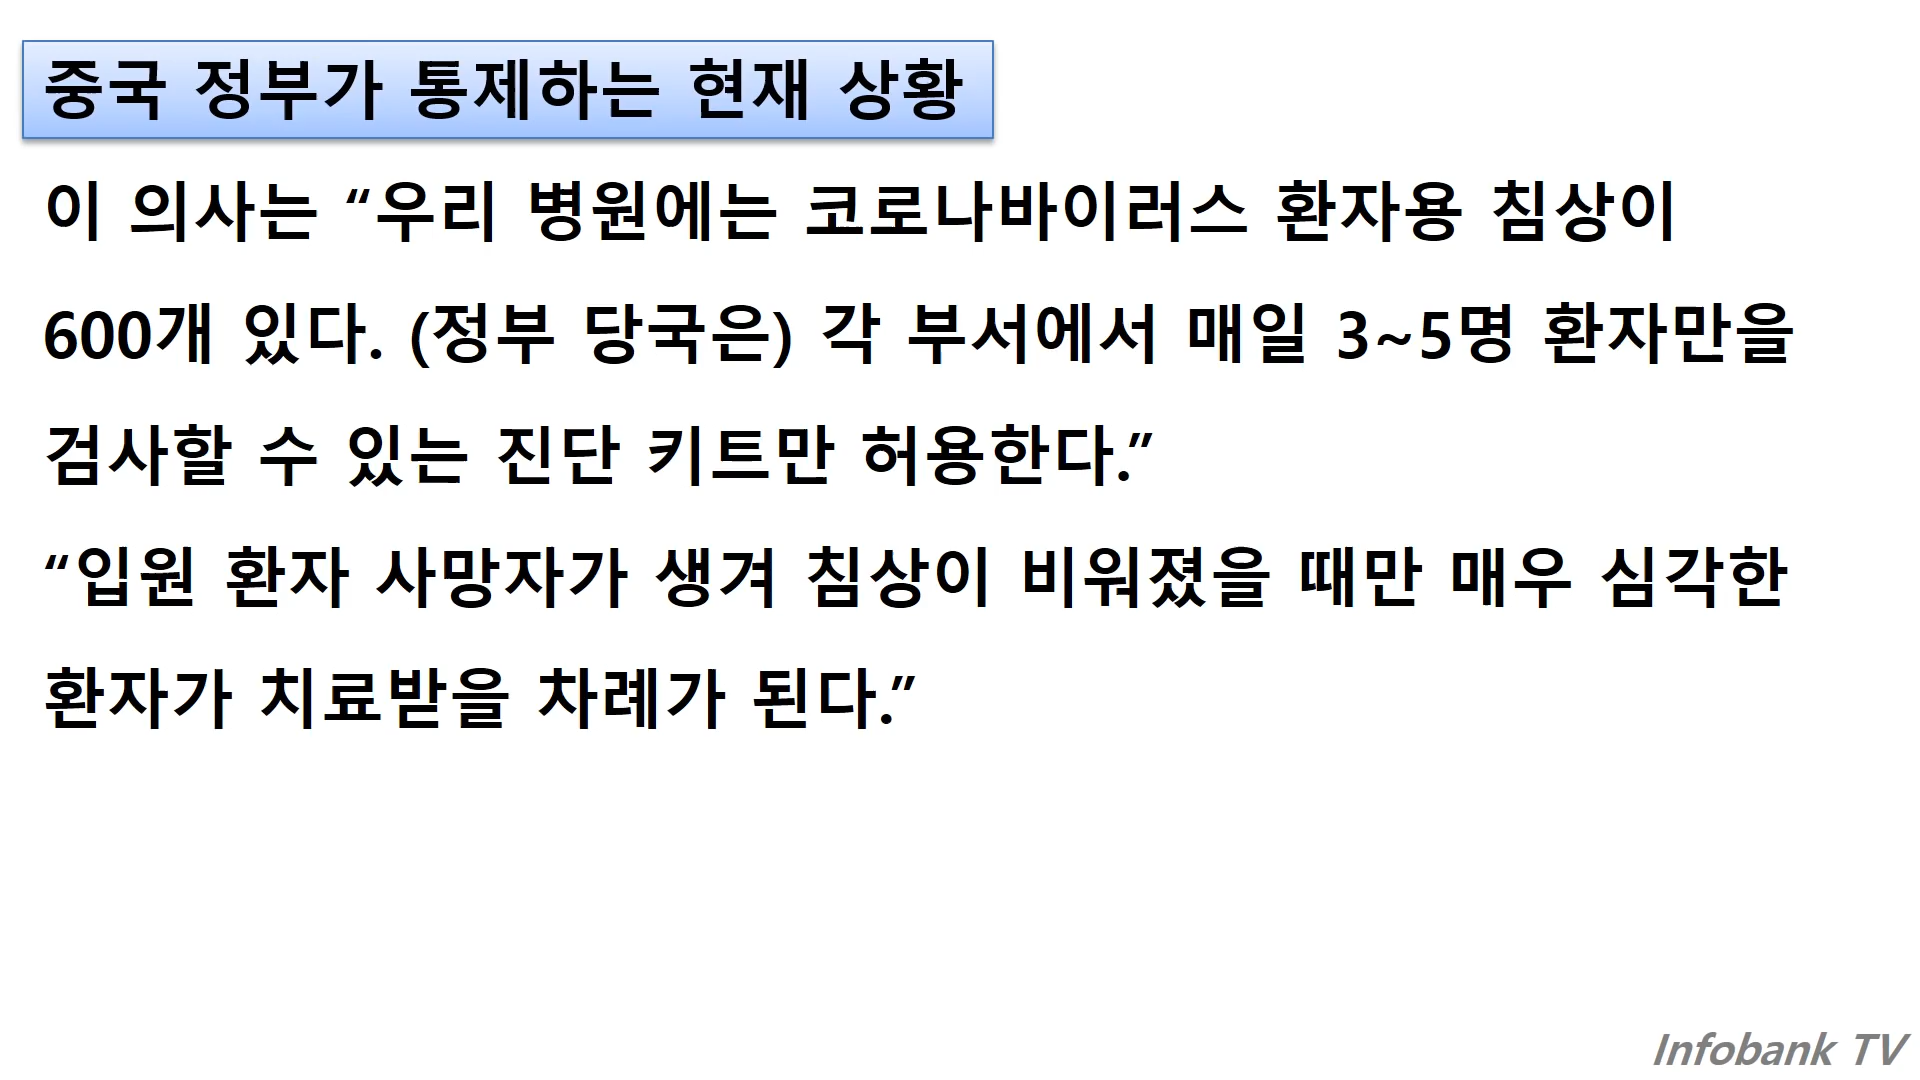 중국 정부가 통제하는 현재 상황
이 의사는 “우리 병원에는 코로나바이러스 환자용 침상이
600개 있다. (정부 당국은) 각 부서에서 매일 3~5명 환자만을
검사할 수 있는 진단 키트만 허용한다.”
“입원 환자 사망자가 생겨 침상이 비워졌을 때만 매우 심각한
환자가 치료받을 차례가 된다.”
Infobank TV